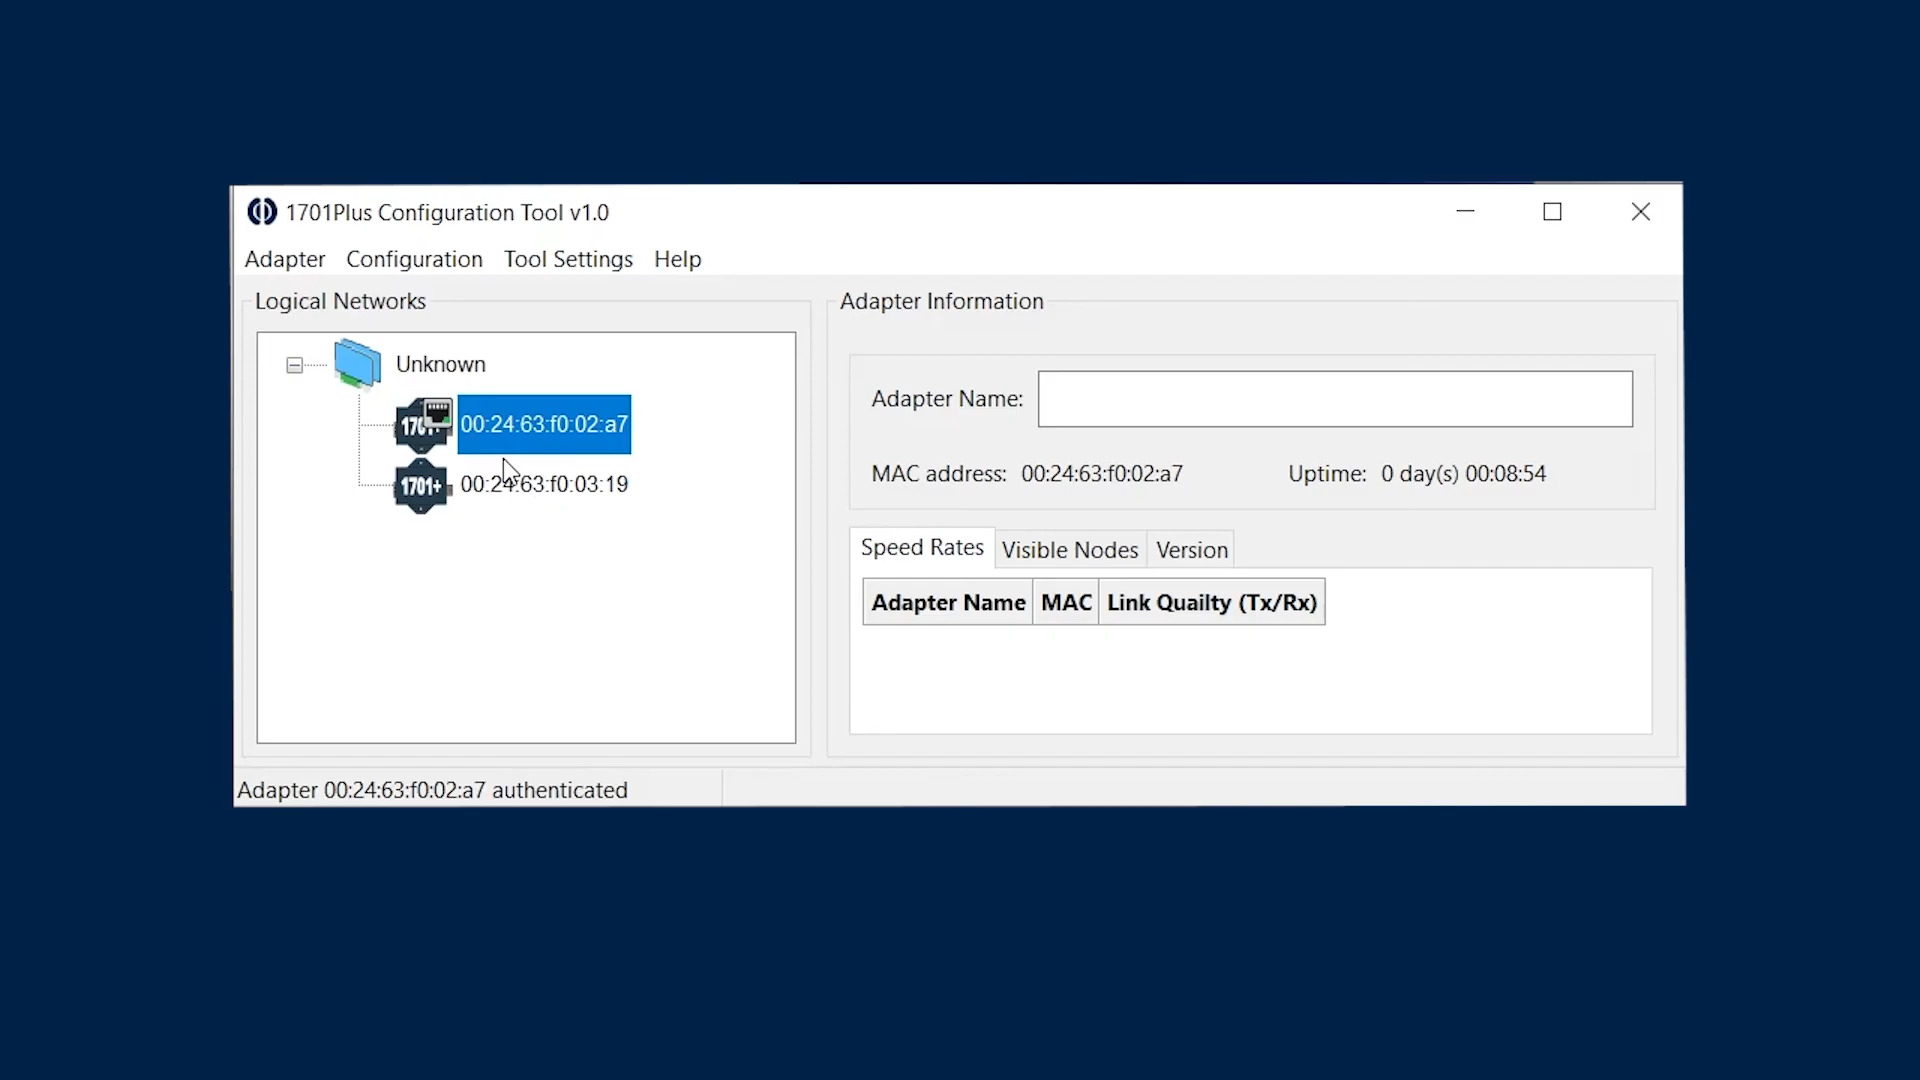 1701Plus Configuration Tool v1.0
Adapter Configuration Tool Settings Help
Logical Networks
Unknown
1701+ 00:24:63:f0:02:a7
1701+ 00:24:63:f0:03:19
Adapter Information
Adapter Name:
MAC address: 00:24:63:f0:02:a7 Uptime: 0 day(s) 00:08:54
Speed Rates Visible Nodes Version
Adapter Name MAC Link Quailty (Tx/Rx)
Adapter 00:24:63:f0:02:a7 authenticated